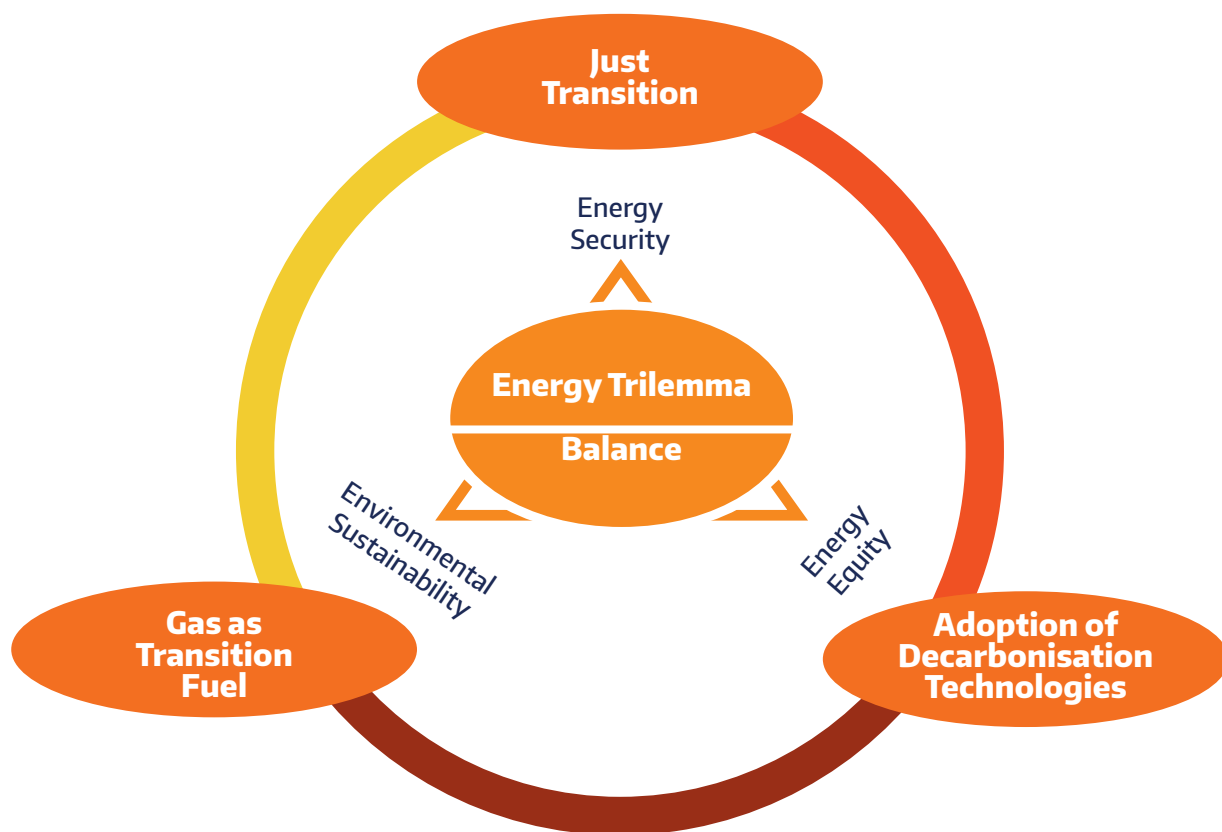 Just
Transition
Energy
Security
Energy Trilemma
Balance
Environmental
Sustainability
Energy
Equity
Gas as
Transition
Fuel
Adoption of
Decarbonisation
Technologies